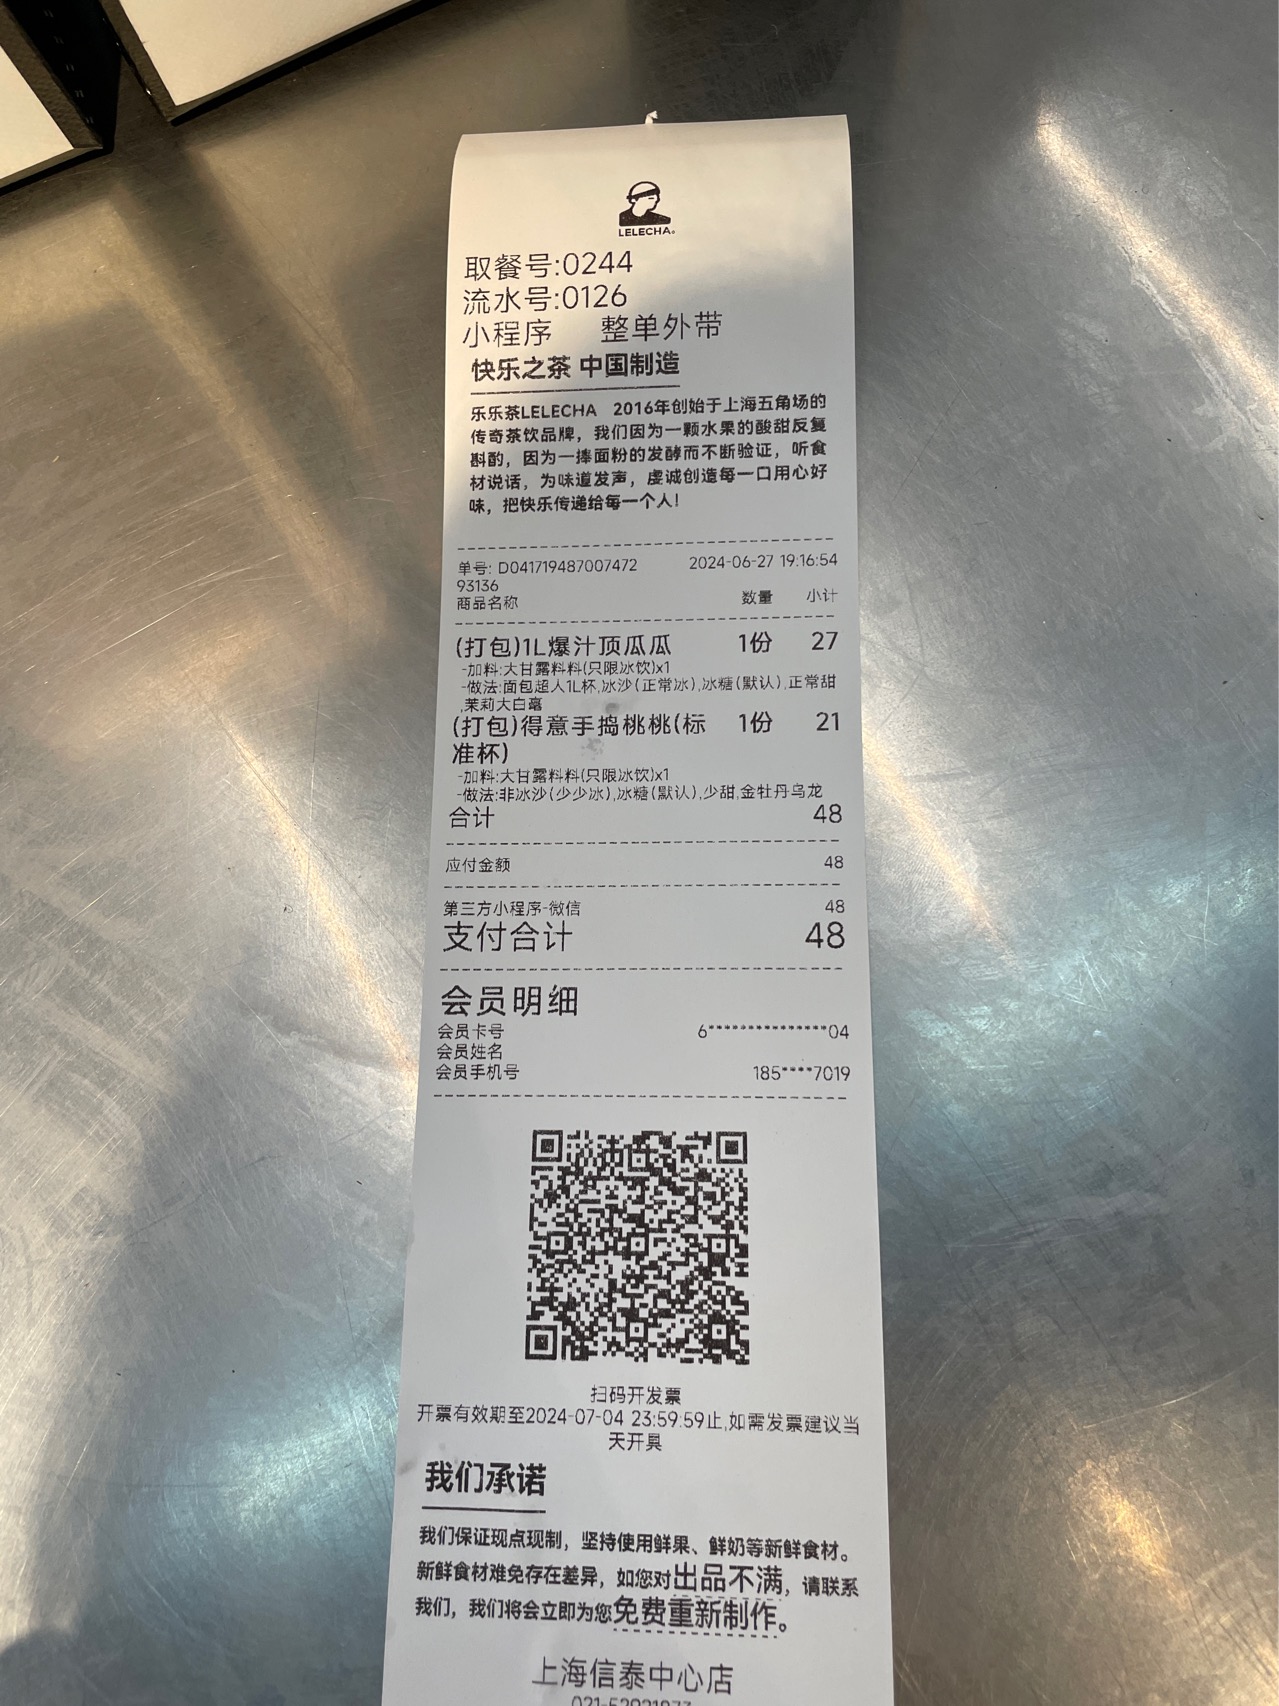 LELECHA
取餐号:0244
流水号:0126
小程序 整单外带
快乐之茶 中国制造
乐乐茶LELECHA 2016年创始于上海五角场的
传奇茶饮品牌，我们因为一颗水果的酸甜反复
斟酌，因为一捧面粉的发酵而不断验证，听食
材说话，为味道发声，虔诚创造每一口用心好
味，把快乐传递给每一个人!
单号: D041719487007472 2024-06-27 19:16:54
93136
商品名称 数量 小计
(打包)1L爆汁顶瓜瓜 1份 27
-加料:大甘露料料(只限冰饮)x1
-做法:面包超人1L杯,冰沙(正常冰),冰糖(默认),正常甜
,茉莉大白毫
(打包)得意手捣桃桃(标 1份 21
准杯)
-加料:大甘露料料(只限冰饮)x1
-做法:非冰沙(少少冰),冰糖(默认),少甜,金牡丹乌龙
合计 48
应付金额 48
第三方小程序-微信 48
支付合计 48
会员明细
会员卡号 6***************04
会员姓名
会员手机号 185****7019
扫码开发票
开票有效期至2024-07-04 23:59:59止,如需发票建议当
天开具
我们承诺
我们保证现点现制，坚持使用鲜果、鲜奶等新鲜食材。
新鲜食材难免存在差异，如您对出品不满，请联系
我们，我们将会立即为您免费重新制作。
上海信泰中心店